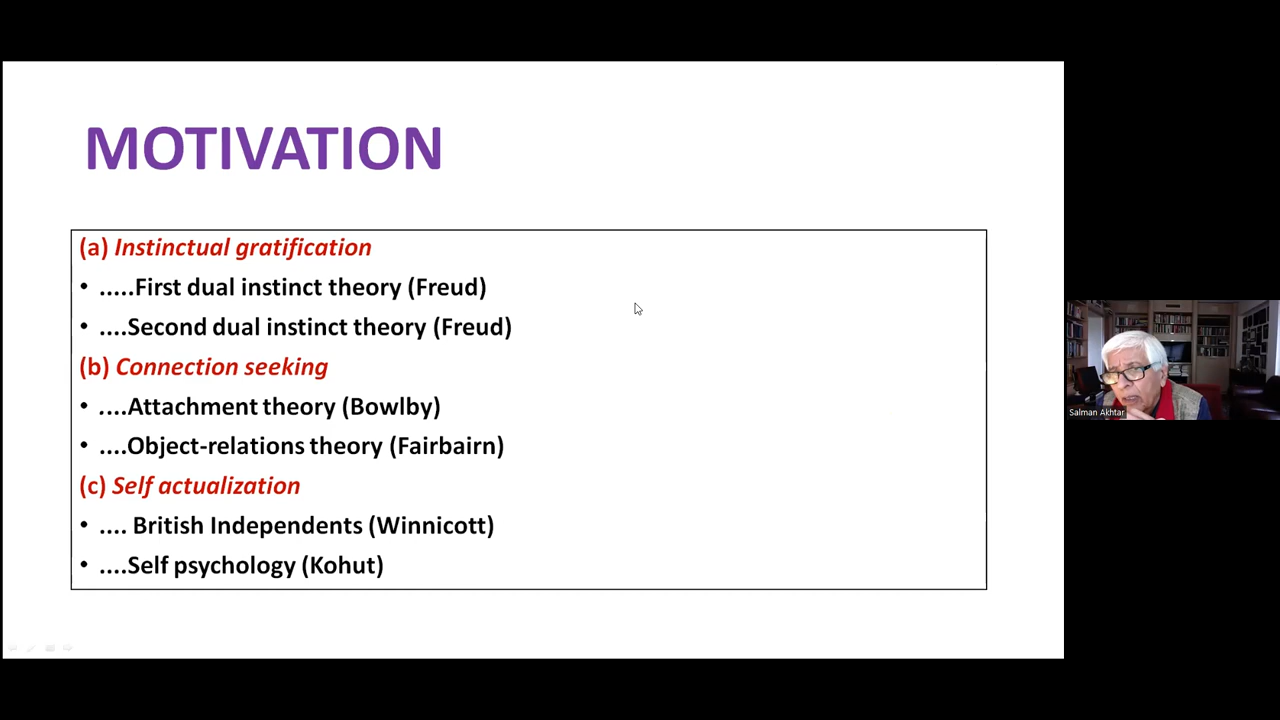 MOTIVATION
(a) Instinctual gratification
• .....First dual instinct theory (Freud)
• ....Second dual instinct theory (Freud)
(b) Connection seeking
• ....Attachment theory (Bowlby)
• ....Object-relations theory (Fairbairn)
(c) Self actualization
• .... British Independents (Winnicott)
• ....Self psychology (Kohut)
Salman Akhtar